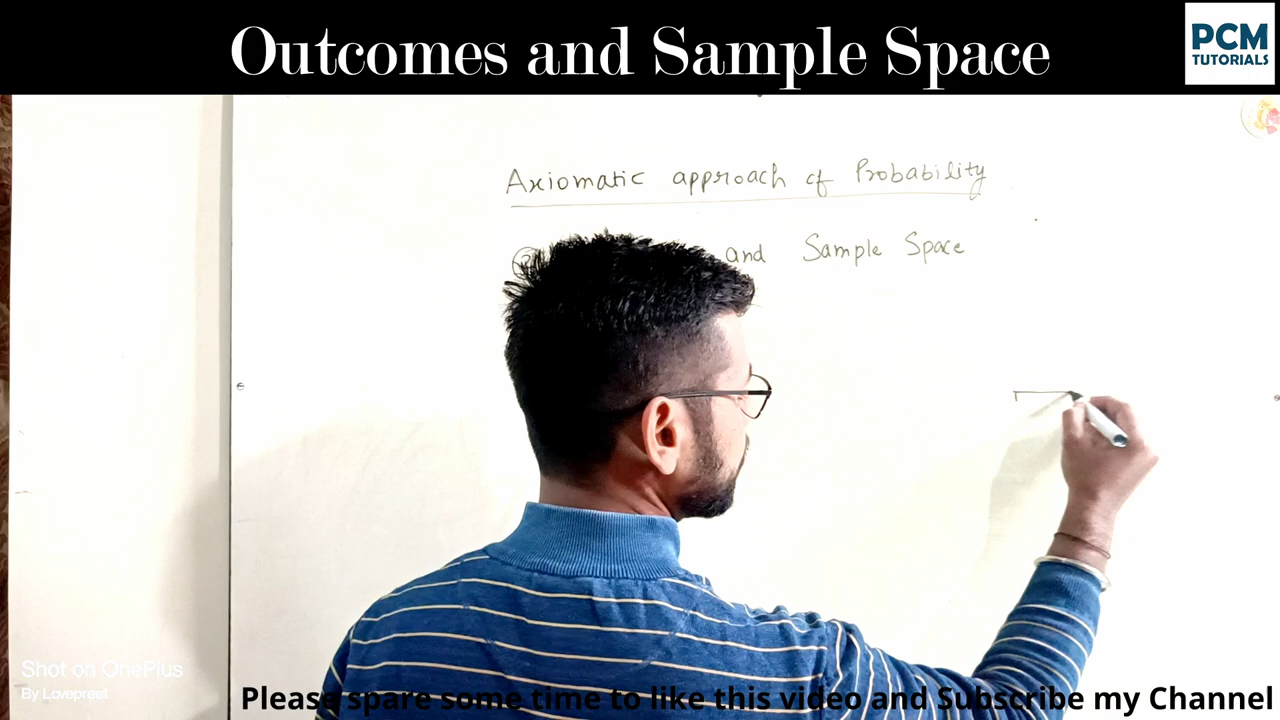 Outcomes and Sample Space
PCM
TUTORIALS
Axiomatic approach of Probability
and Sample Space
Shot on OnePlus
By Lovepreet
Please spare some time to like this video and Subscribe my Channel